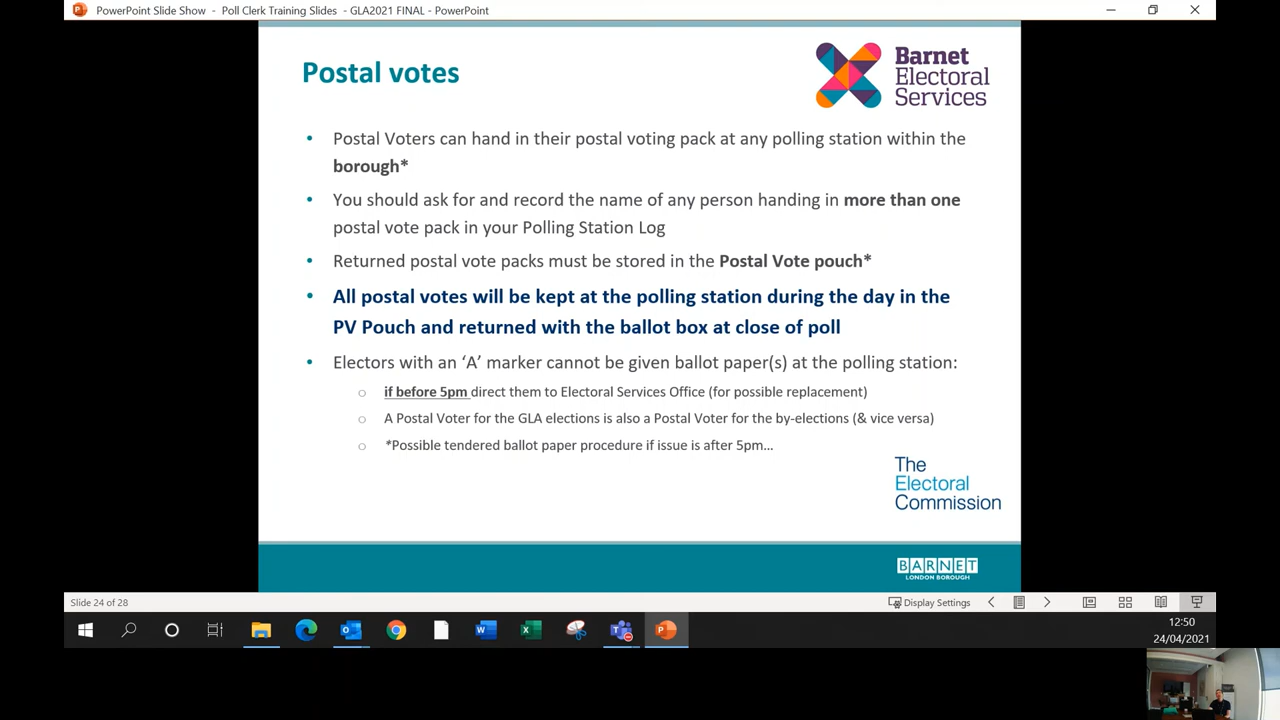 PowerPoint Slide Show - Poll Clerk Training Slides - GLA2021 FINAL - PowerPoint
Postal votes
Barnet
Electoral
Services
• Postal Voters can hand in their postal voting pack at any polling station within the
borough*
• You should ask for and record the name of any person handing in more than one
postal vote pack in your Polling Station Log
• Returned postal vote packs must be stored in the Postal Vote pouch*
• All postal votes will be kept at the polling station during the day in the
PV Pouch and returned with the ballot box at close of poll
• Electors with an ‘A’ marker cannot be given ballot paper(s) at the polling station:
o if before 5pm direct them to Electoral Services Office (for possible replacement)
o A Postal Voter for the GLA elections is also a Postal Voter for the by-elections (& vice versa)
o *Possible tendered ballot paper procedure if issue is after 5pm…
The
Electoral
Commission
BARNET
LONDON BOROUGH
Slide 24 of 28
Display Settings
12:50
24/04/2021